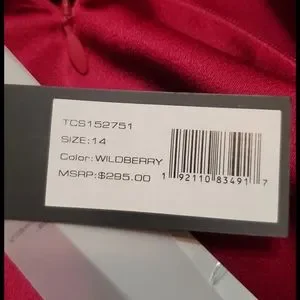 TCS152751
SIZE:14
Color:WILDBERRY
MSRP:$295.00
1 92110 83491 7